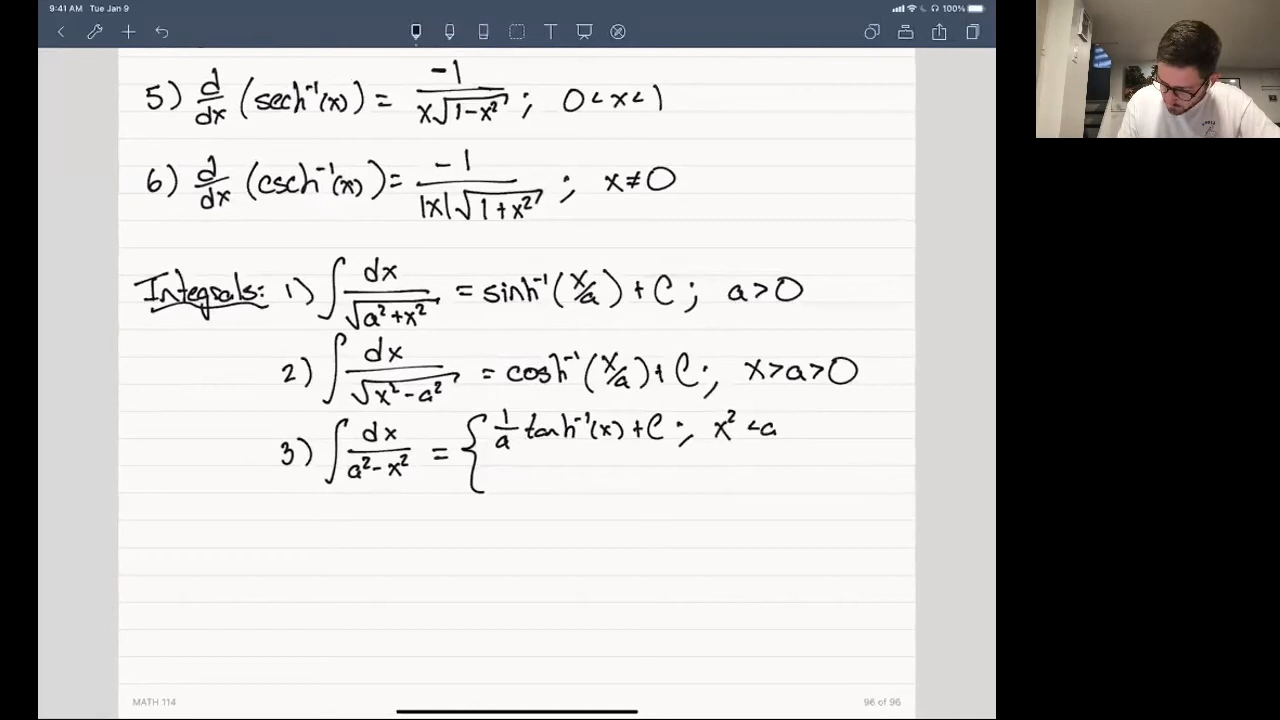 9:41 AM Tue Jan 9
100%
5) d/dx (sech⁻¹(x)) = -1/(x√(1-x²)) ; 0 < x < 1
6) d/dx (csch⁻¹(x)) = -1/(|x|√(1+x²)) ; x ≠ 0
Integrals: 1) ∫ dx/√(a²+x²) = sinh⁻¹(x/a) + C ; a > 0
2) ∫ dx/√(x²-a²) = cosh⁻¹(x/a) + C ; x > a > 0
3) ∫ dx/(a²-x²) = { 1/a tanh⁻¹(x) + C ; x² < a
MATH 114
96 of 96